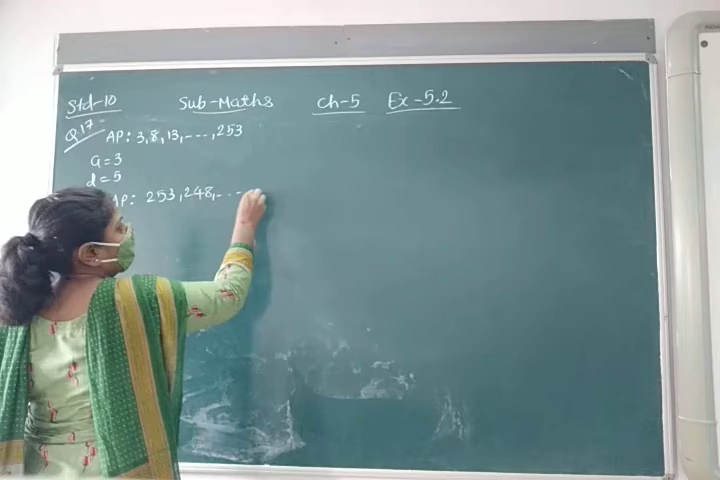 Std-10 Sub-Maths Ch-5 Ex-5.2
Q 17 AP: 3, 8, 13, ---, 253
a = 3
d = 5
AP: 253, 248, ---